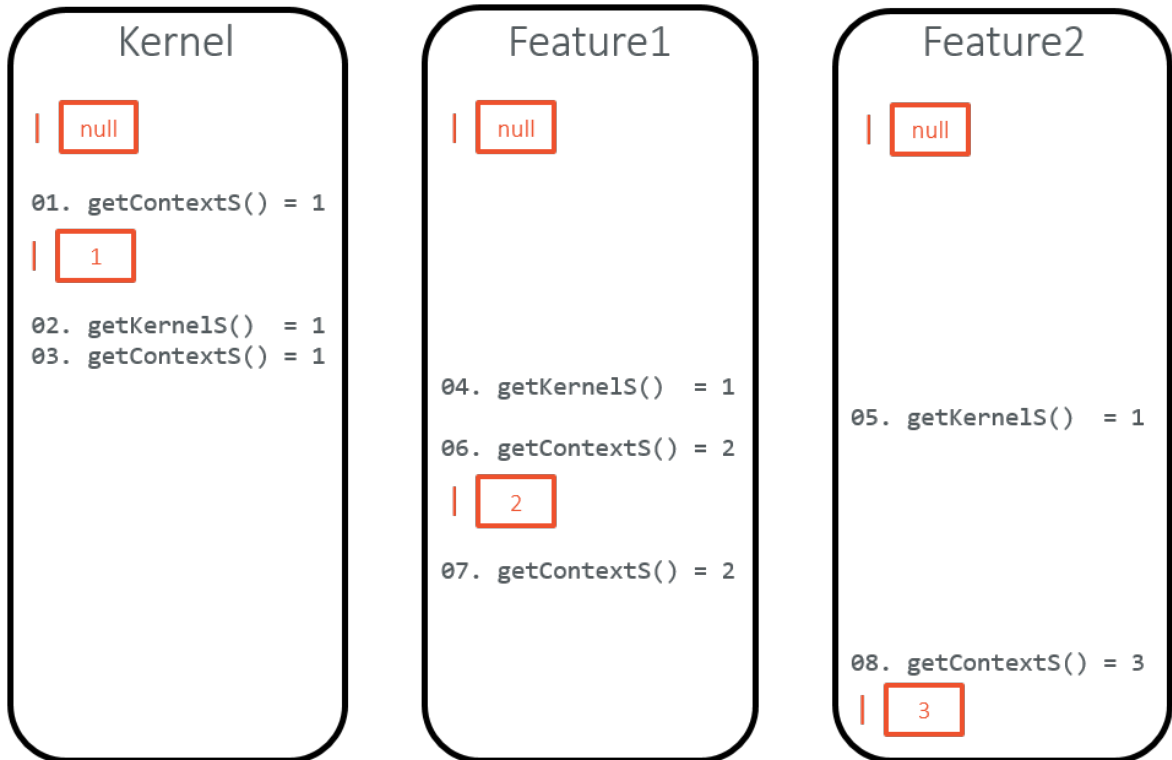 Kernel
| null
01. getContextS() = 1
| 1
02. getKernelS()  = 1
03. getContextS() = 1
Feature1
| null
04. getKernelS()  = 1
06. getContextS() = 2
| 2
07. getContextS() = 2
Feature2
| null
05. getKernelS()  = 1
08. getContextS() = 3
| 3